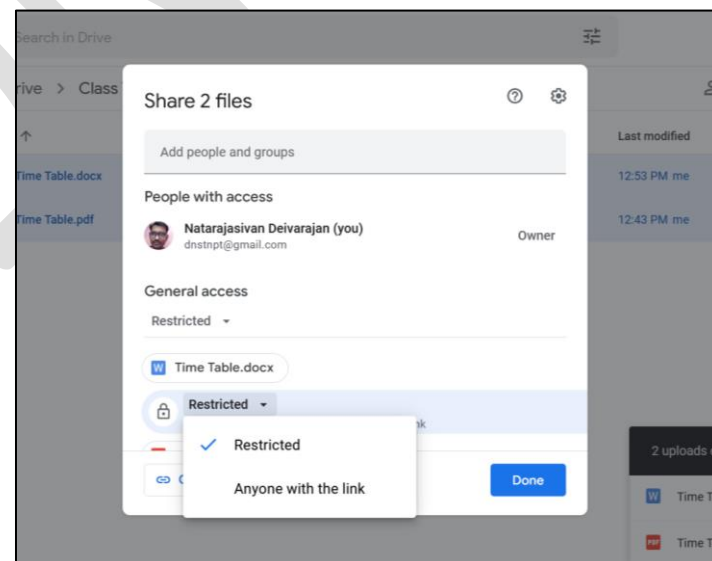 Search in Drive
rive > Class
Share 2 files
Add people and groups
Last modified
Time Table.docx
12:53 PM me
People with access
Time Table.pdf
12:43 PM me
Natarajasivan Deivarajan (you)
dnstnpt@gmail.com
Owner
General access
Restricted
W Time Table.docx
Restricted
nk
Restricted
2 uploads
Done
Anyone with the link
W Time T
PDF Time T